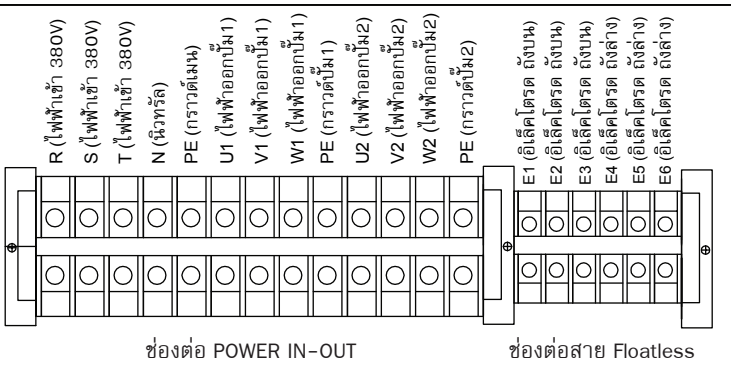 R (ไฟฟ้าเข้า 380V)
S (ไฟฟ้าเข้า 380V)
T (ไฟฟ้าเข้า 380V)
N (นิวทรัล)
PE (กราวด์เมน)
U1 (ไฟฟ้าออกปั๊ม1)
V1 (ไฟฟ้าออกปั๊ม1)
W1 (ไฟฟ้าออกปั๊ม1)
PE (กราวด์ปั๊ม1)
U2 (ไฟฟ้าออกปั๊ม2)
V2 (ไฟฟ้าออกปั๊ม2)
W2 (ไฟฟ้าออกปั๊ม2)
PE (กราวด์ปั๊ม2)
E1 (อิเล็คโตรด ถังบน)
E2 (อิเล็คโตรด ถังบน)
E3 (อิเล็คโตรด ถังบน)
E4 (อิเล็คโตรด ถังล่าง)
E5 (อิเล็คโตรด ถังล่าง)
E6 (อิเล็คโตรด ถังล่าง)
ช่องต่อ POWER IN-OUT
ช่องต่อสาย Floatless